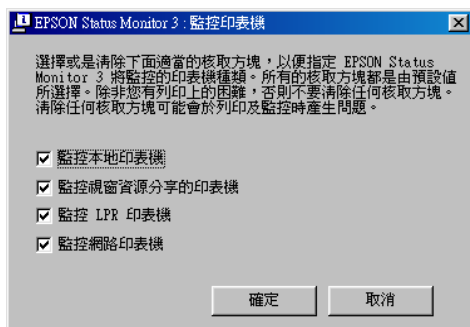 EPSON Status Monitor 3 : 監控印表機
選擇或是清除下面適當的核取方塊，以便指定 EPSON Status
Monitor 3 將監控的印表機種類。所有的核取方塊都是由預設值
所選擇。除非您有列印上的困難，否則不要清除任何核取方塊。
清除任何核取方塊可能會於列印及監控時產生問題。
監控本地印表機
監控視窗資源分享的印表機
監控 LPR 印表機
監控網路印表機
確定
取消